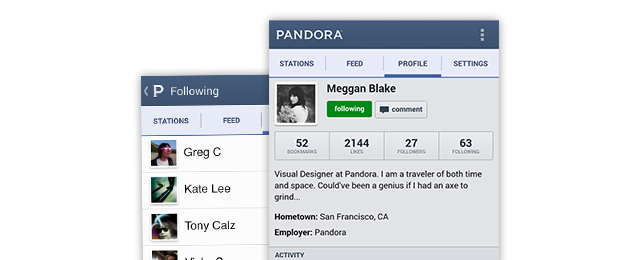 PANDORA
STATIONS FEED PROFILE SETTINGS
Meggan Blake
following comment
52 2144 27 63
BOOKMARKS LIKES FOLLOWERS FOLLOWING
Visual Designer at Pandora. I am a traveler of both time
and space. Could've been a genius if I had an axe to
grind...
Hometown: San Francisco, CA
Employer: Pandora
ACTIVITY
P Following
STATIONS FEED
Greg C
Kate Lee
Tony Calz